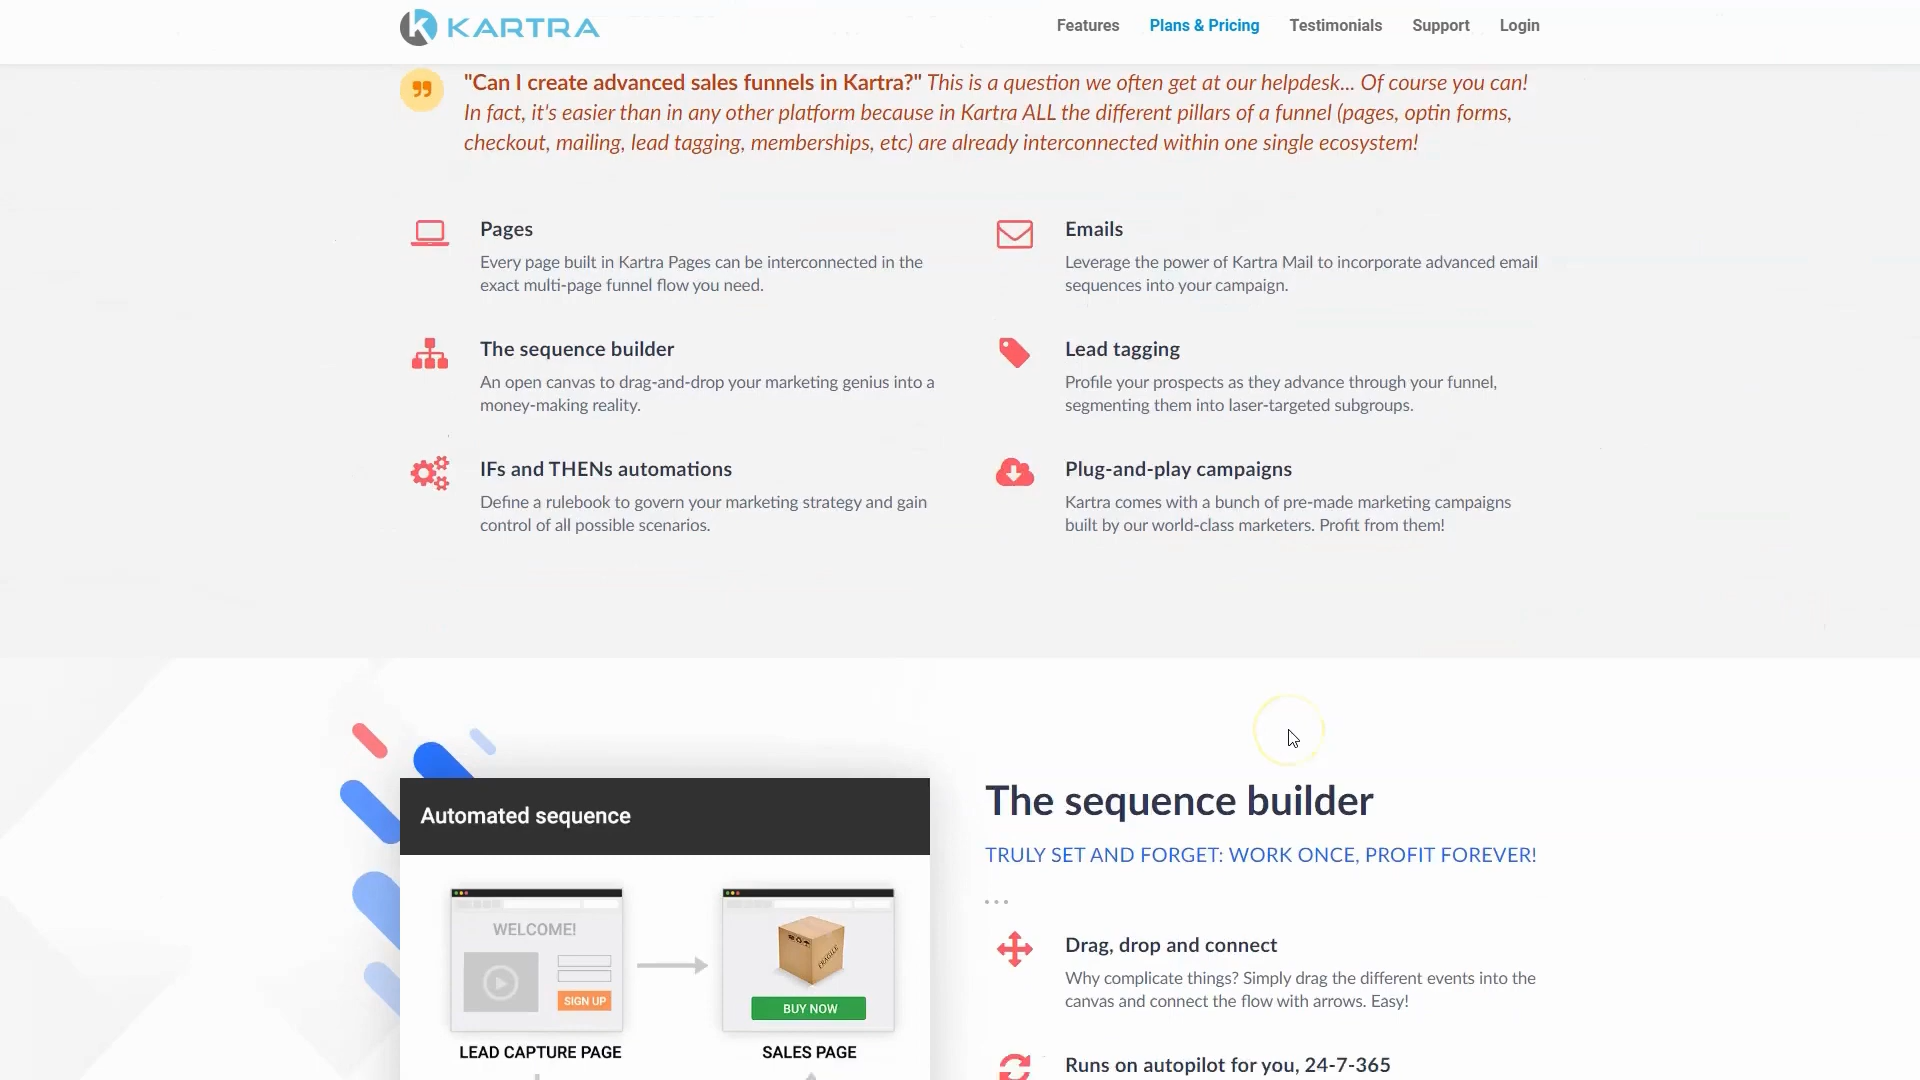 KARTRA
Features Plans & Pricing Testimonials Support Login
"Can I create advanced sales funnels in Kartra?" This is a question we often get at our helpdesk... Of course you can!
In fact, it's easier than in any other platform because in Kartra ALL the different pillars of a funnel (pages, optin forms,
checkout, mailing, lead tagging, memberships, etc) are already interconnected within one single ecosystem!
Pages
Every page built in Kartra Pages can be interconnected in the
exact multi-page funnel flow you need.
Emails
Leverage the power of Kartra Mail to incorporate advanced email
sequences into your campaign.
The sequence builder
An open canvas to drag-and-drop your marketing genius into a
money-making reality.
Lead tagging
Profile your prospects as they advance through your funnel,
segmenting them into laser-targeted subgroups.
IFs and THENs automations
Define a rulebook to govern your marketing strategy and gain
control of all possible scenarios.
Plug-and-play campaigns
Kartra comes with a bunch of pre-made marketing campaigns
built by our world-class marketers. Profit from them!
Automated sequence
WELCOME!
SIGN UP
LEAD CAPTURE PAGE
FRAGILE
BUY NOW
SALES PAGE
The sequence builder
TRULY SET AND FORGET: WORK ONCE, PROFIT FOREVER!
Drag, drop and connect
Why complicate things? Simply drag the different events into the
canvas and connect the flow with arrows. Easy!
Runs on autopilot for you, 24-7-365